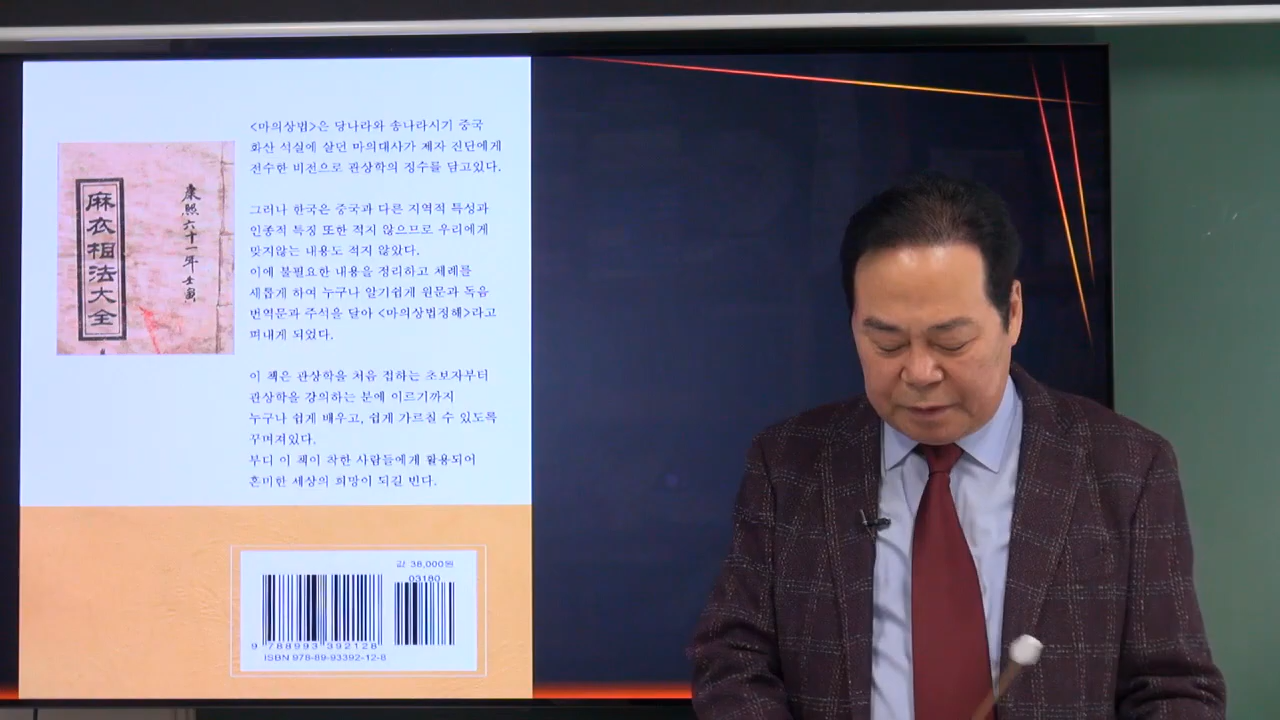 <마의상법>은 당나라와 송나라시기 중국
화산 석실에 살던 마의대사가 제자 진단에게
전수한 비전으로 관상학의 정수를 담고있다.
그러나 한국은 중국과 다른 지역적 특성과
인종적 특징 또한 적지 않으므로 우리에게
맞지않는 내용도 적지 않았다.
이에 불필요한 내용을 정리하고 체례를
새롭게 하여 누구나 알기쉽게 원문과 독음
번역문과 주석을 달아 <마의상법정해>라고
펴내게 되었다.
이 책은 관상학을 처음 접하는 초보자부터
관상학을 강의하는 분에 이르기까지
누구나 쉽게 배우고, 쉽게 가르칠 수 있도록
꾸며져있다.
부디 이 책이 착한 사람들에게 활용되어
혼미한 세상의 희망이 되길 빈다.
康熙六十一年壬寅
麻衣相法大全
값 38,000원
03180
9 788993 392128
ISBN 978-89-93392-12-8